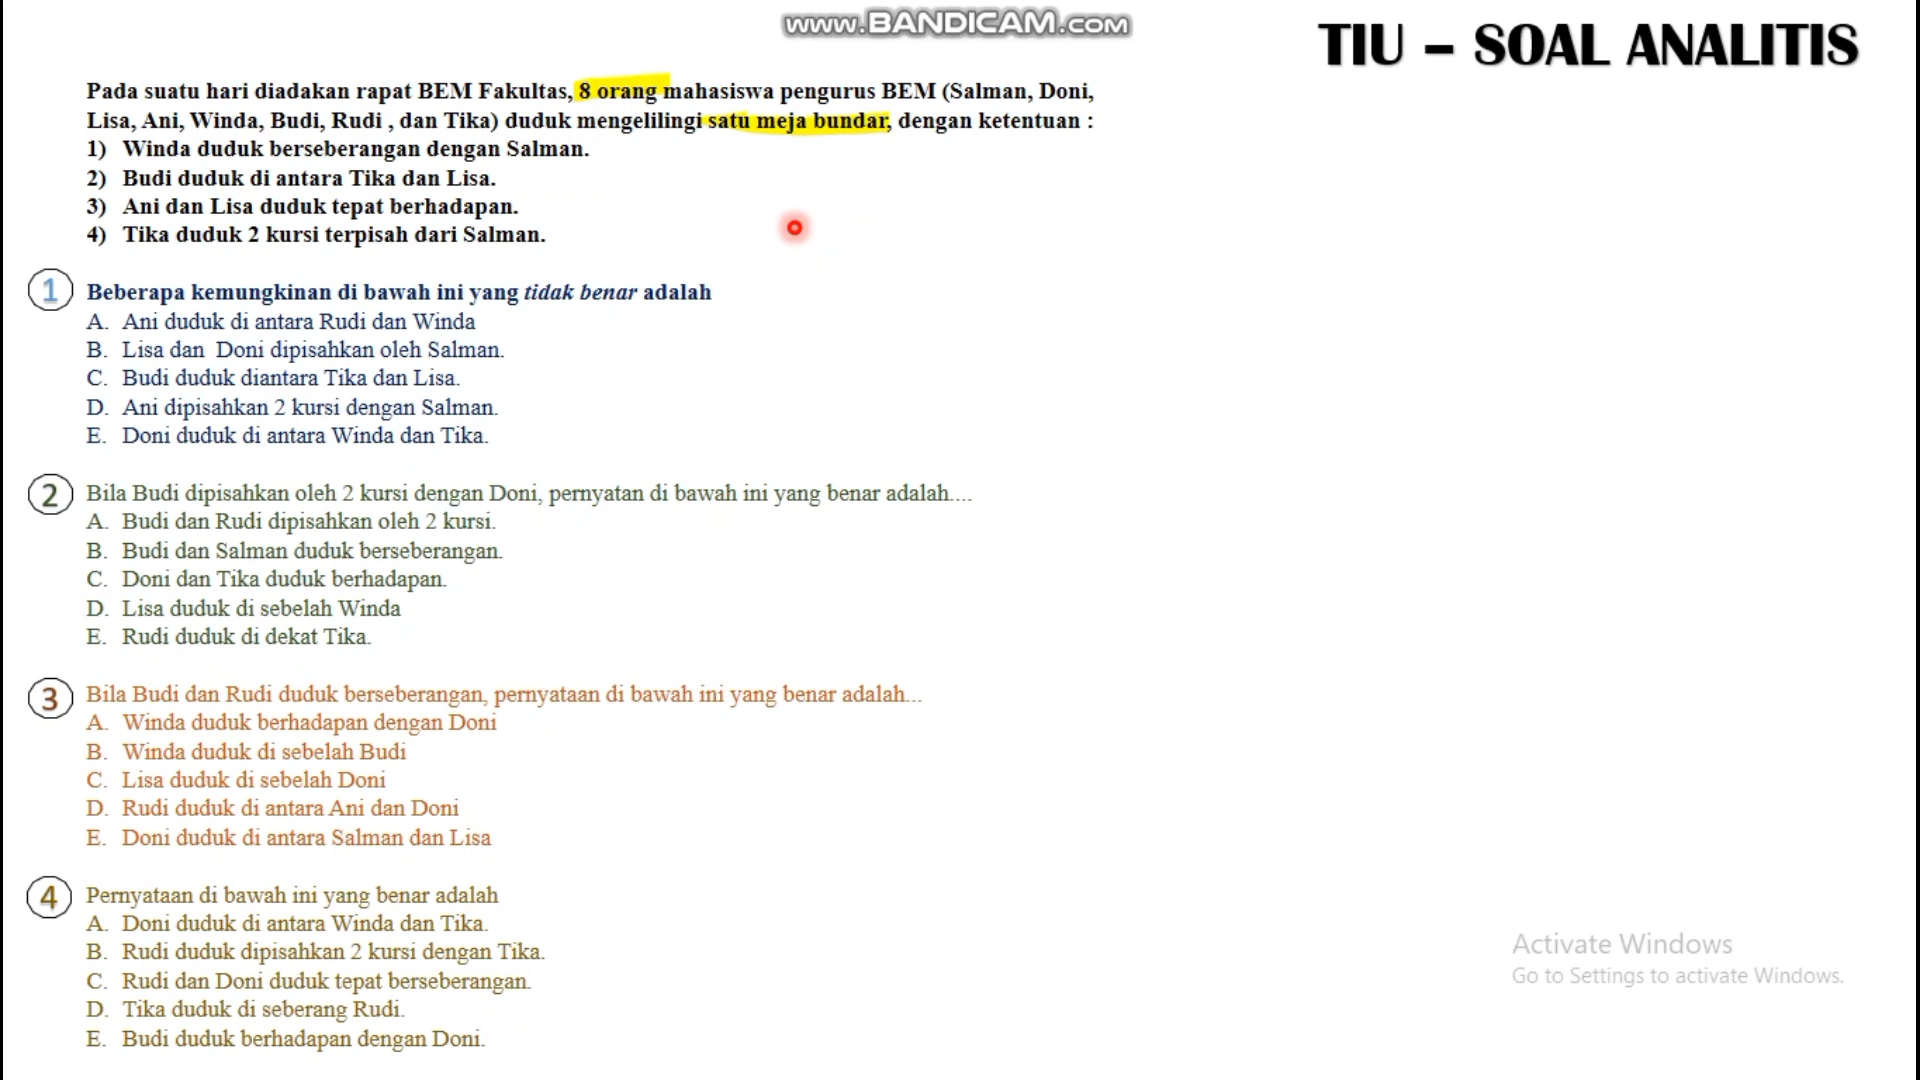 www.BANDICAM.com
TIU – SOAL ANALITIS
Pada suatu hari diadakan rapat BEM Fakultas, 8 orang mahasiswa pengurus BEM (Salman, Doni,
Lisa, Ani, Winda, Budi, Rudi , dan Tika) duduk mengelilingi satu meja bundar, dengan ketentuan :
1) Winda duduk berseberangan dengan Salman.
2) Budi duduk di antara Tika dan Lisa.
3) Ani dan Lisa duduk tepat berhadapan.
4) Tika duduk 2 kursi terpisah dari Salman.
1 Beberapa kemungkinan di bawah ini yang tidak benar adalah
A. Ani duduk di antara Rudi dan Winda
B. Lisa dan Doni dipisahkan oleh Salman.
C. Budi duduk diantara Tika dan Lisa.
D. Ani dipisahkan 2 kursi dengan Salman.
E. Doni duduk di antara Winda dan Tika.
2 Bila Budi dipisahkan oleh 2 kursi dengan Doni, pernyatan di bawah ini yang benar adalah....
A. Budi dan Rudi dipisahkan oleh 2 kursi.
B. Budi dan Salman duduk berseberangan.
C. Doni dan Tika duduk berhadapan.
D. Lisa duduk di sebelah Winda
E. Rudi duduk di dekat Tika.
3 Bila Budi dan Rudi duduk berseberangan, pernyataan di bawah ini yang benar adalah...
A. Winda duduk berhadapan dengan Doni
B. Winda duduk di sebelah Budi
C. Lisa duduk di sebelah Doni
D. Rudi duduk di antara Ani dan Doni
E. Doni duduk di antara Salman dan Lisa
4 Pernyataan di bawah ini yang benar adalah
A. Doni duduk di antara Winda dan Tika.
B. Rudi duduk dipisahkan 2 kursi dengan Tika.
C. Rudi dan Doni duduk tepat berseberangan.
D. Tika duduk di seberang Rudi.
E. Budi duduk berhadapan dengan Doni.
Activate Windows
Go to Settings to activate Windows.